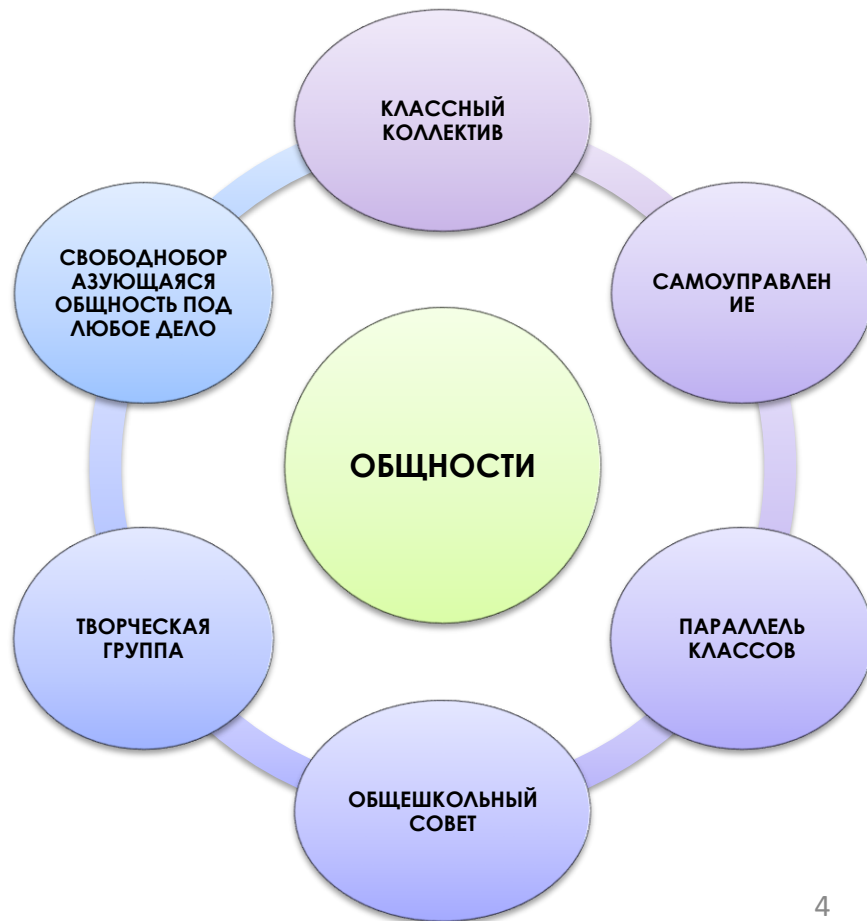 КЛАССНЫЙ
КОЛЛЕКТИВ
СВОБОДНОБОР
АЗУЮЩАЯСЯ
ОБЩНОСТЬ ПОД
ЛЮБОЕ ДЕЛО
САМОУПРАВЛЕН
ИЕ
ОБЩНОСТИ
ТВОРЧЕСКАЯ
ГРУППА
ПАРАЛЛЕЛЬ
КЛАССОВ
ОБЩЕШКОЛЬНЫЙ
СОВЕТ
4